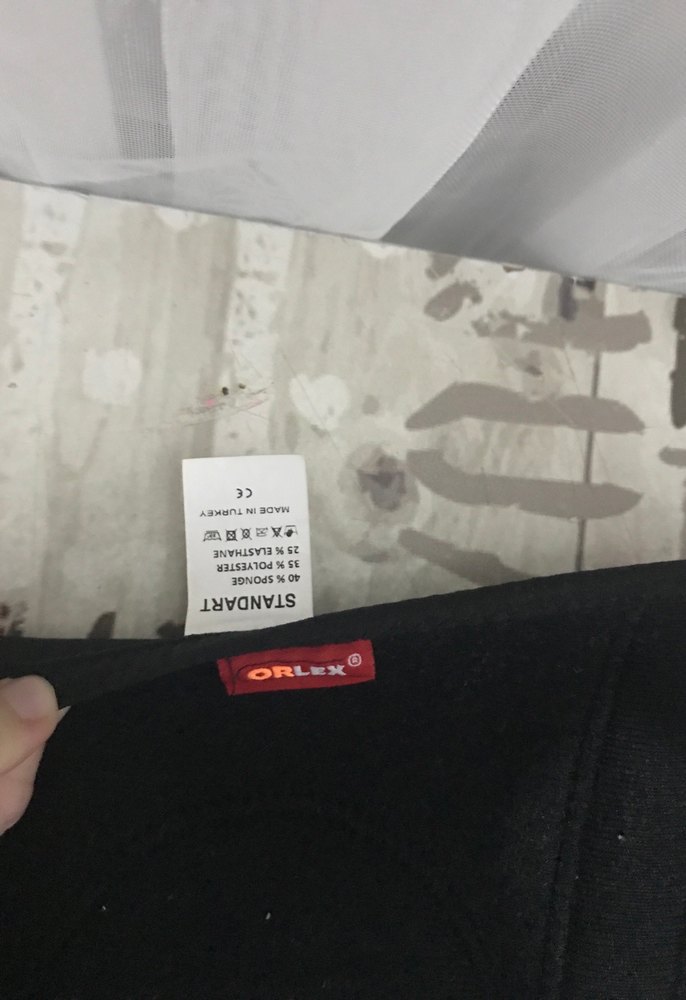 STANDART
40 % SPONGE
35 % POLYESTER
25 % ELASTHANE
MADE IN TURKEY
CE
ORLEX®